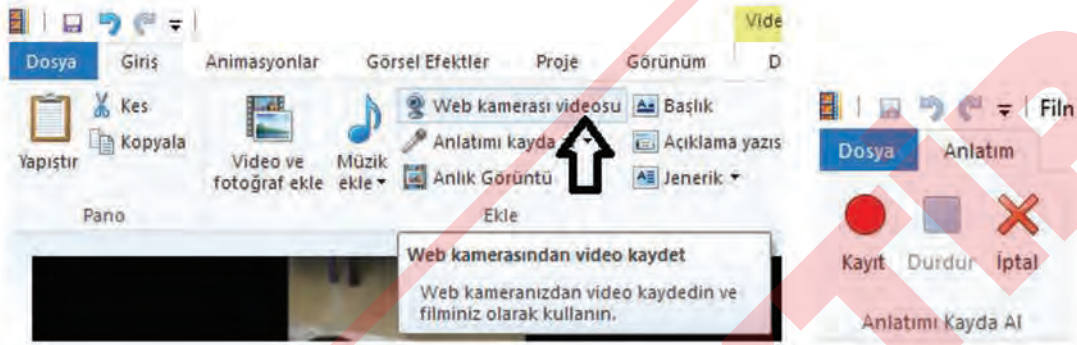 Vide
Dosya Giriş Animasyonlar Görsel Efektler Proje Görünüm D
Kes
Kopyala
Yapıştır
Pano
Video ve
fotoğraf ekle
Müzik
ekle
Web kamerası videosu
Anlatımı kayda
Anlık Görüntü
Başlık
Açıklama yazıs
Jenerik
Ekle
Web kamerasından video kaydet
Web kameranızdan video kaydedin ve
filminiz olarak kullanın.
Film
Dosya Anlatım
Kayıt Durdur İptal
Anlatımı Kayda Al